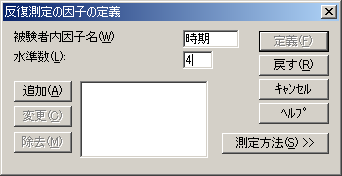 反復測定の因子の定義
被験者内因子名(W) 時期 定義(F)
水準数(L): 4 戻す(R)
追加(A) キャンセル
変更(C) ヘルプ
除去(M) 測定方法(S) >>